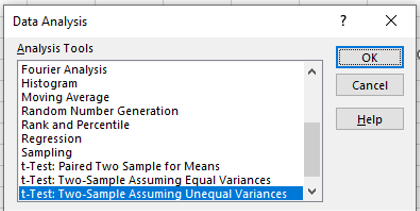 Data Analysis
?
Analysis Tools
Fourier Analysis
Histogram
Moving Average
Random Number Generation
Rank and Percentile
Regression
Sampling
t-Test: Paired Two Sample for Means
t-Test: Two-Sample Assuming Equal Variances
t-Test: Two-Sample Assuming Unequal Variances
OK
Cancel
Help